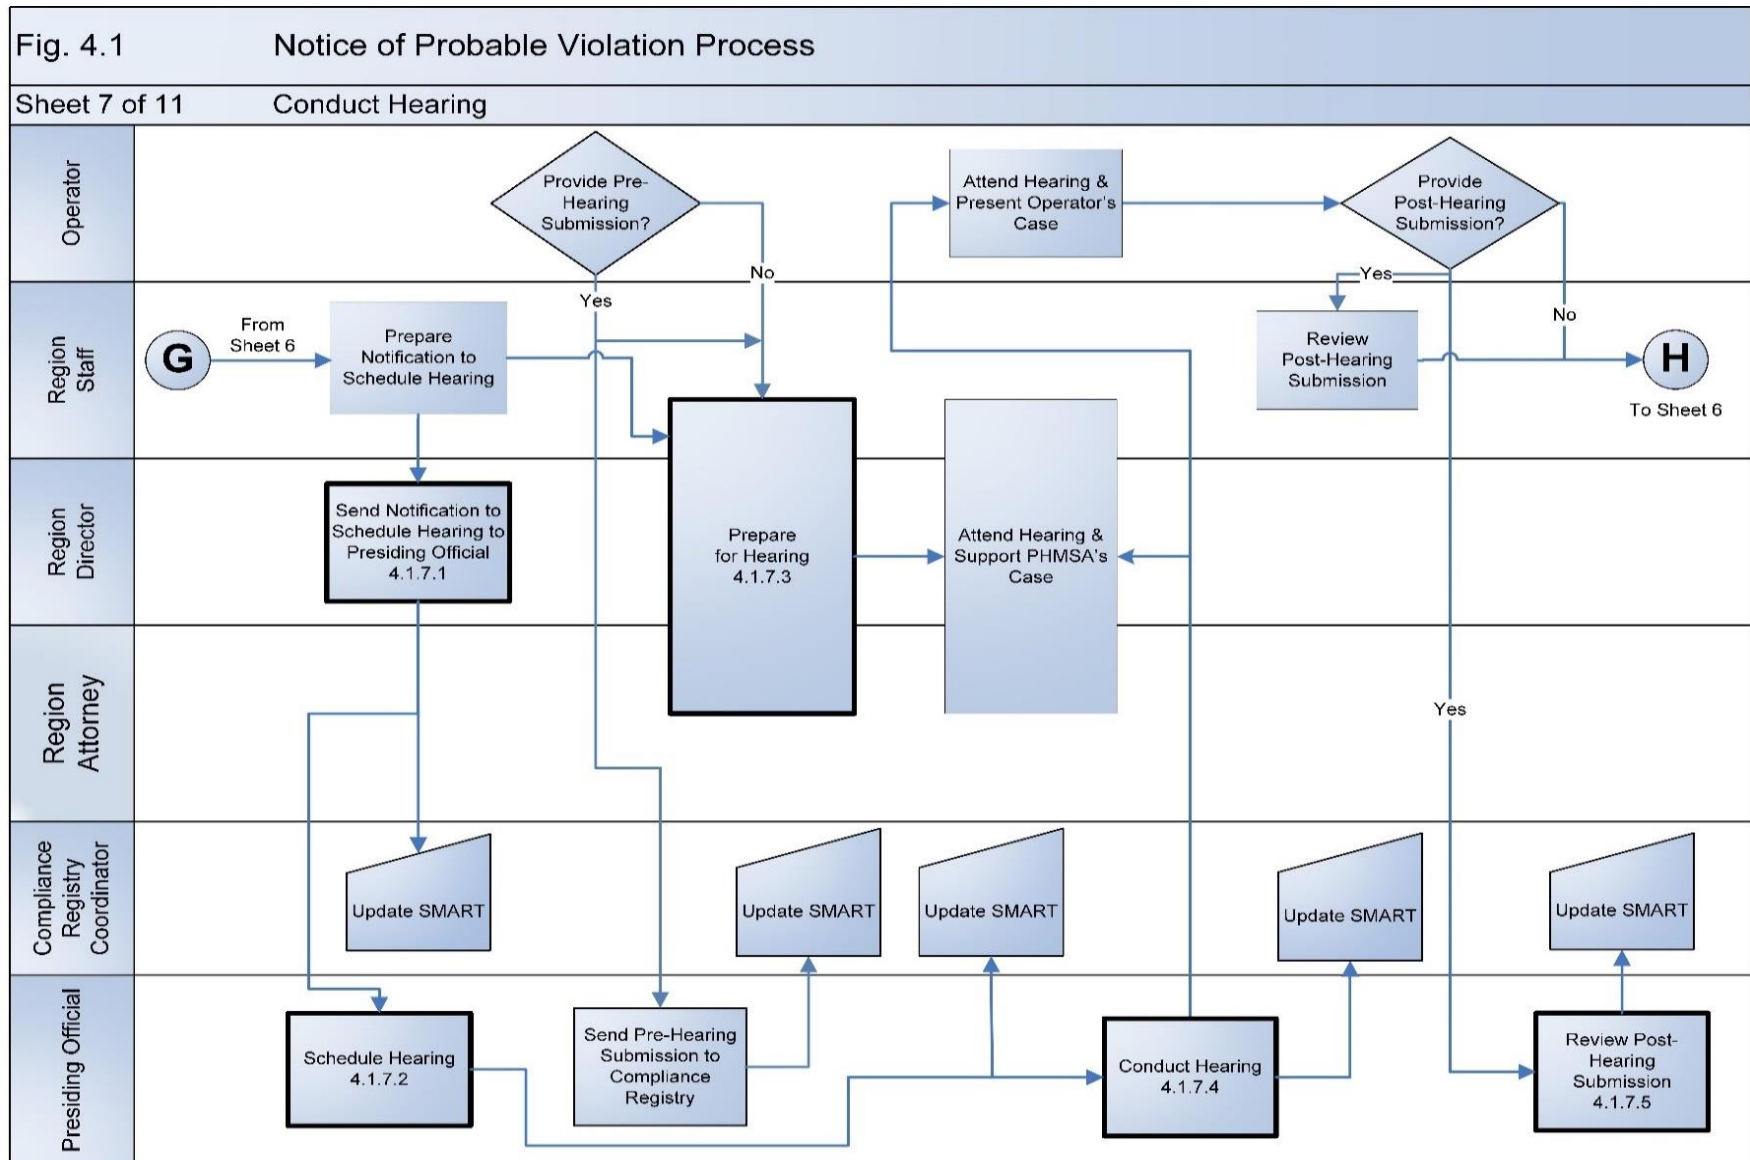 Fig. 4.1 Notice of Probable Violation Process
Sheet 7 of 11 Conduct Hearing
Operator
Provide Pre-
Hearing
Submission?
No
Yes
Attend Hearing &
Present Operator's
Case
Provide
Post-Hearing
Submission?
Yes
No
Region
Staff
G
From
Sheet 6
Prepare
Notification to
Schedule Hearing
Review
Post-Hearing
Submission
H
To Sheet 6
Region
Director
Send Notification to
Schedule Hearing to
Presiding Official
4.1.7.1
Prepare
for Hearing
4.1.7.3
Attend Hearing &
Support PHMSA's
Case
Region
Attorney
Yes
Compliance
Registry
Coordinator
Update SMART
Update SMART
Update SMART
Update SMART
Update SMART
Presiding Official
Schedule Hearing
4.1.7.2
Send Pre-Hearing
Submission to
Compliance
Registry
Conduct Hearing
4.1.7.4
Review Post-
Hearing
Submission
4.1.7.5